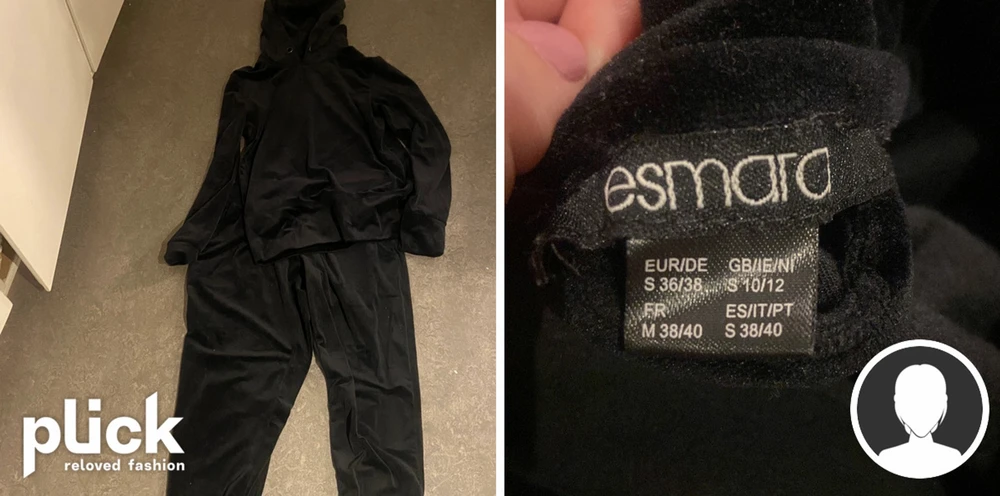 plick
reloved fashion
esmara
EUR/DE GB/IE/NI
S 36/38 S 10/12
FR ES/IT/PT
M 38/40 S 38/40